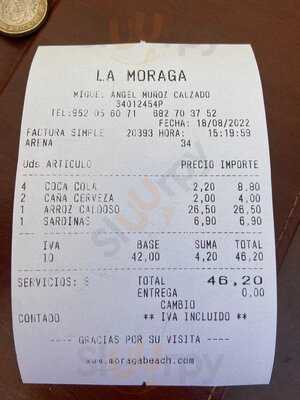 LA MORAGA
MIGUEL ANGEL MUÑOZ CALZADO
34012454P
TEL:952 05 60 71 682 70 37 52
FECHA: 18/08/2022
FACTURA SIMPLE 20393 HORA: 15:19:59
ARENA 34
Uds ARTICULO PRECIO IMPORTE
4 COCA COLA 2,20 8,80
2 CAÑA CERVEZA 2,00 4,00
1 ARROZ CALDOSO 26,50 26,50
1 SARDINAS 6,90 6,90
IVA BASE SUMA TOTAL
10 42,00 4,20 46,20
SERVICIOS: 8 TOTAL 46,20
ENTREGA 0,00
CAMBIO
CONTADO ** IVA INCLUIDO **
---- GRACIAS POR SU VISITA ----
www.moragabeach.com